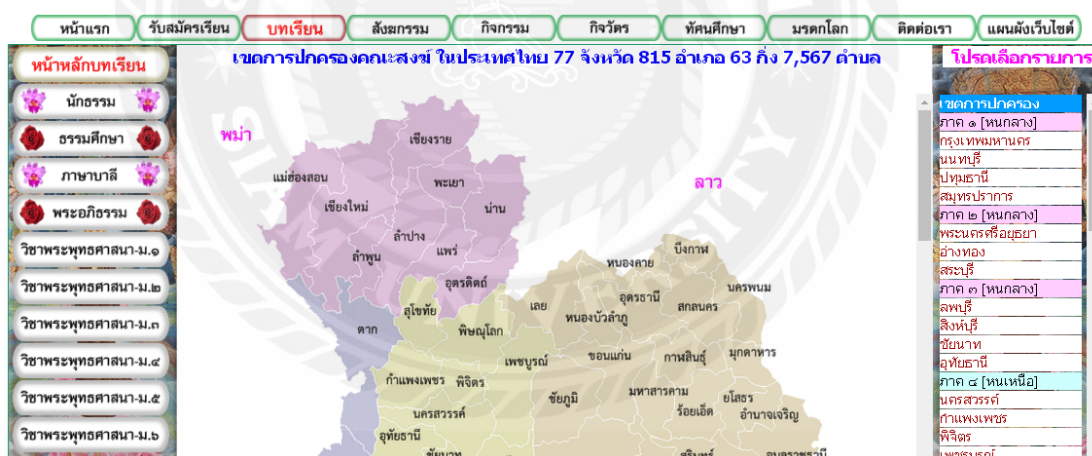 หน้าแรก
รับสมัครเรียน
บทเรียน
สังฆกรรม
กิจกรรม
กิจวัตร
ทัศนศึกษา
มรดกโลก
ติดต่อเรา
แผนผังเว็บไซต์
หน้าหลักบทเรียน
นักธรรม
ธรรมศึกษา
ภาษาบาลี
พระอภิธรรม
วิชาพระพุทธศาสนา-ม.๑
วิชาพระพุทธศาสนา-ม.๒
วิชาพระพุทธศาสนา-ม.๓
วิชาพระพุทธศาสนา-ม.๔
วิชาพระพุทธศาสนา-ม.๕
วิชาพระพุทธศาสนา-ม.๖
เขตการปกครองคณะสงฆ์ ในประเทศไทย 77 จังหวัด 815 อำเภอ 63 กิ่ง 7,567 ตำบล
พม่า
เชียงราย
แม่ฮ่องสอน
พะเยา
ลาว
เชียงใหม่
น่าน
ลำปาง
แพร่
ลำพูน
บึงกาฬ
หนองคาย
อุตรดิตถ์
นครพนม
อุดรธานี
เลย
สกลนคร
สุโขทัย
หนองบัวลำภู
ตาก
พิษณุโลก
เพชบูรณ์
ขอนแก่น
กาฬสินธุ์
มุกดาหาร
กำแพงเพชร
พิจิตร
ชัยภูมิ
มหาสารคาม
ยโสธร
ร้อยเอ็ด
อำนาจเจริญ
นครสวรรค์
อุทัยธานี
ชัยนาท
สุรินทร์
อุบลราชธานี
โปรดเลือกรายการ
เขตการปกครอง
ภาค ๑ [หนกลาง]
กรุงเทพมหานคร
นนทบุรี
ปทุมธานี
สมุทรปราการ
ภาค ๒ [หนกลาง]
พระนครศรีอยุธยา
อ่างทอง
สระบุรี
ภาค ๓ [หนกลาง]
ลพบุรี
สิงห์บุรี
ชัยนาท
อุทัยธานี
ภาค ๔ [หนเหนือ]
นครสวรรค์
กำแพงเพชร
พิจิตร
เพชรบูรณ์